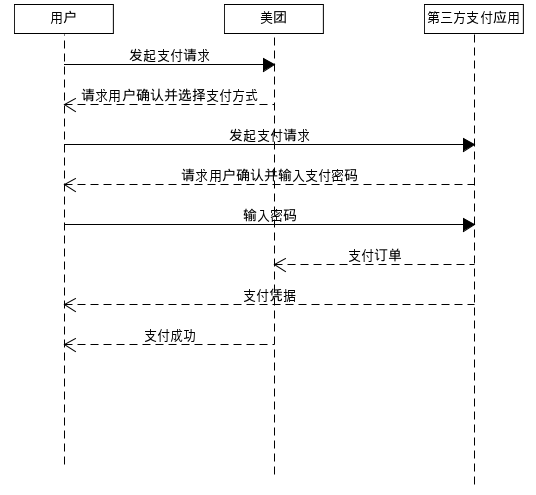 用户
美团
第三方支付应用
发起支付请求
请求用户确认并选择支付方式
发起支付请求
请求用户确认并输入支付密码
输入密码
支付订单
支付凭据
支付成功